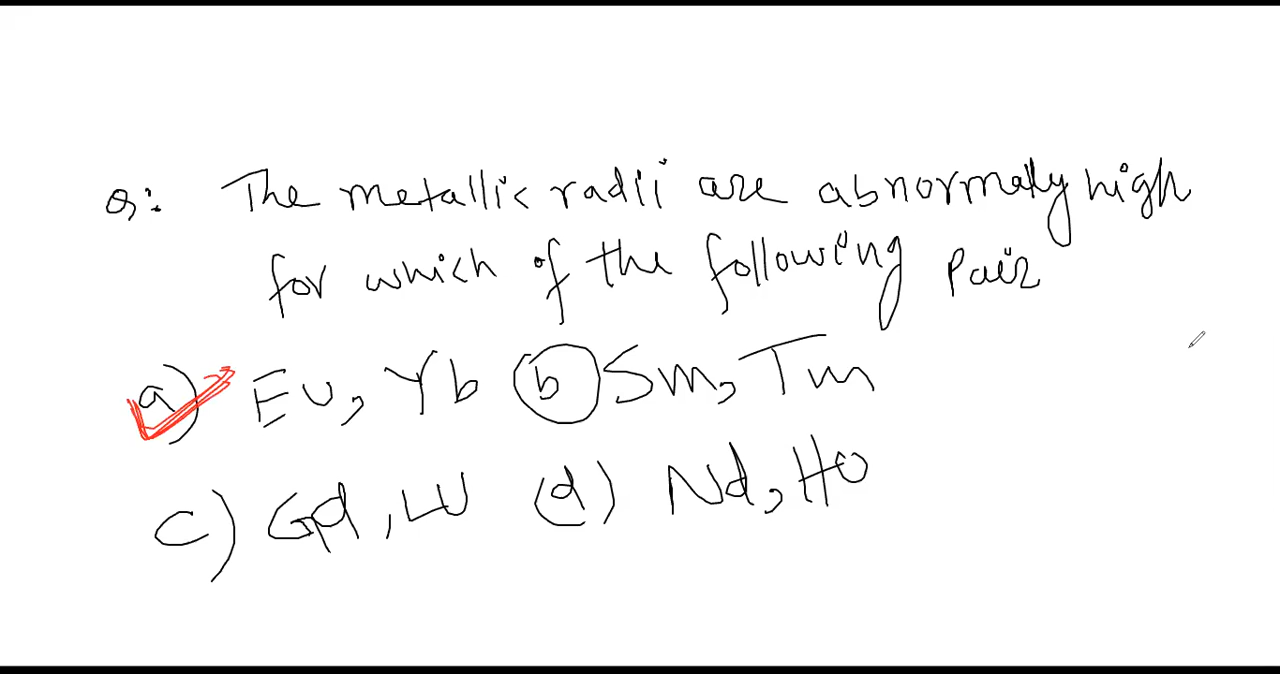 Q: The metallic radii are abnormally high
for which of the following pair
a) Eu, Yb (b) Sm, Tm
c) Gd, Lu (d) Nd, Ho